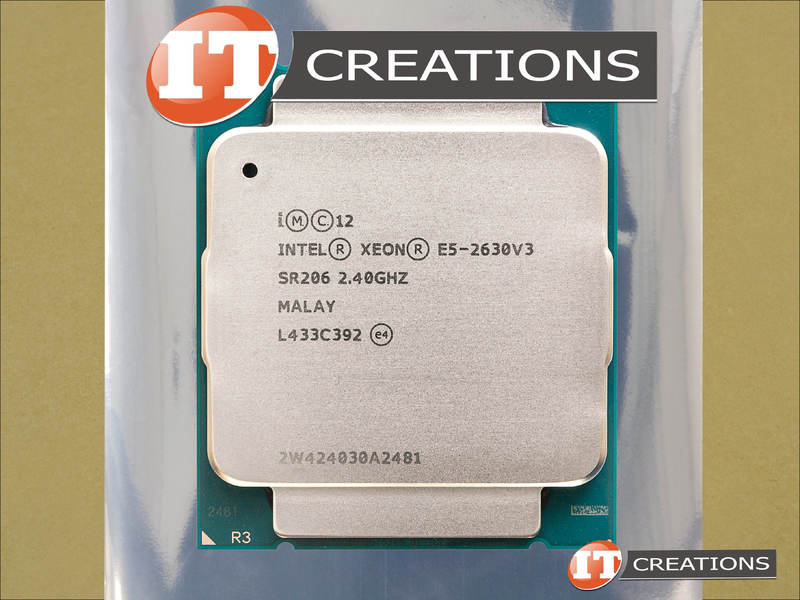 IT CREATIONS
i Ⓜ Ⓒ 12
INTEL® XEON® E5-2630V3
SR206 2.40GHZ
MALAY
L433C392 e4
2W424030A2481
2481
R3
IT CREATIONS